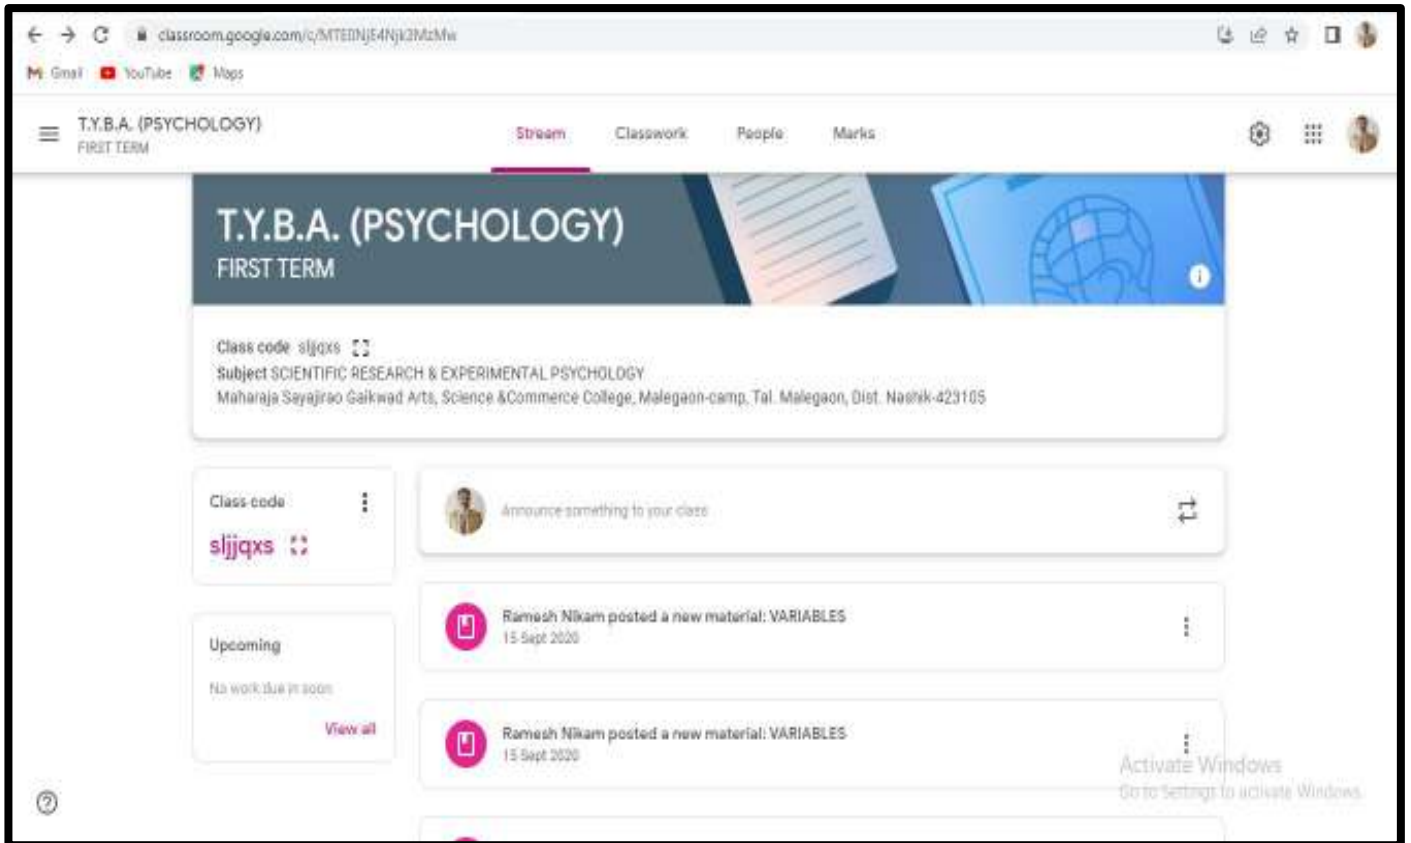 classroom.google.com/c/MTE0NjE4Njk3MzMw
Gmail YouTube Maps
T.Y.B.A. (PSYCHOLOGY)
FIRST TERM
Stream Classwork People Marks
T.Y.B.A. (PSYCHOLOGY)
FIRST TERM
Class code sljjqxs
Subject SCIENTIFIC RESEARCH & EXPERIMENTAL PSYCHOLOGY
Maharaja Sayajirao Gaikwad Arts, Science &Commerce College, Malegaon-camp, Tal. Malegaon, Dist. Nashik-423105
Class code
sljjqxs
Announce something to your class
Upcoming
No work due in soon
View all
Ramesh Nikam posted a new material: VARIABLES
15 Sept 2020
Ramesh Nikam posted a new material: VARIABLES
15 Sept 2020
Activate Windows
Go to Settings to activate Windows.